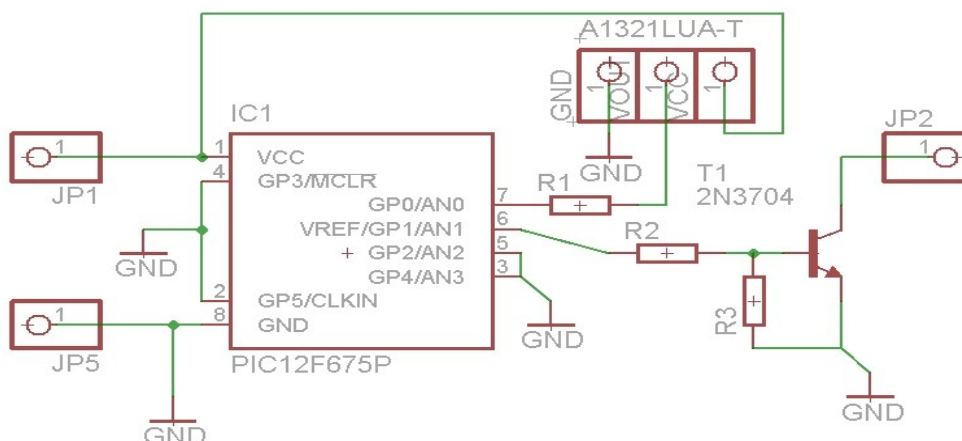 A1321LUA-T
GND
VOUT
VCC
1
1
1
IC1
JP1
1
1
VCC
4
GP3/MCLR
GP0/AN0
7
VREF/GP1/AN1
6
GP2/AN2
5
GP4/AN3
3
2
GP5/CLKIN
8
GND
PIC12F675P
GND
JP5
1
GND
GND
R1
R2
R3
GND
T1
2N3704
JP2
1
GND